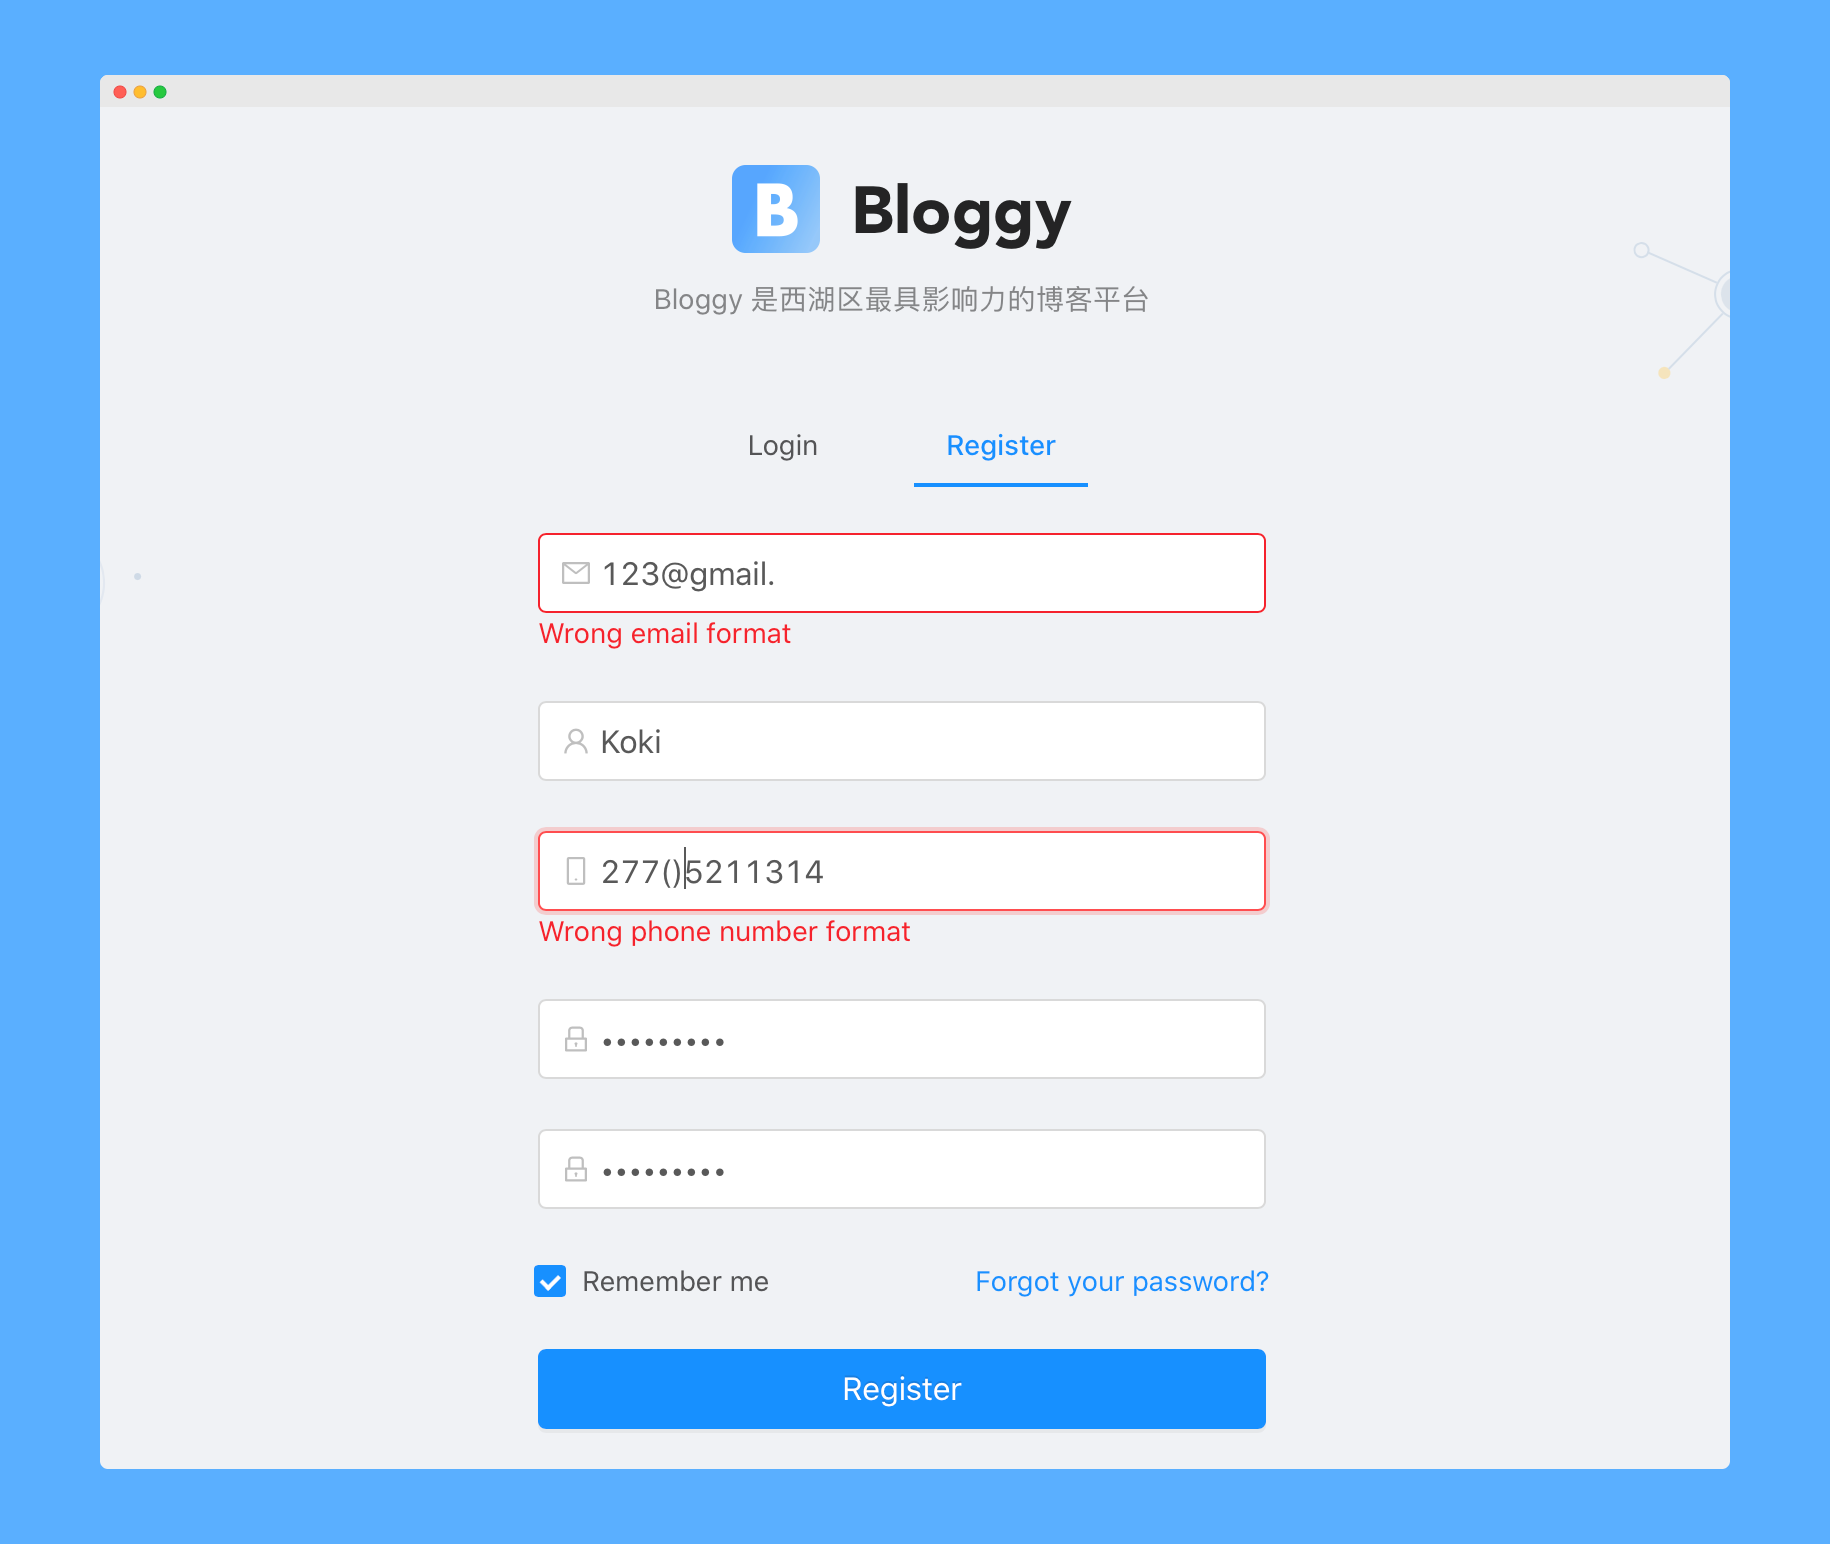 B Bloggy
Bloggy 是西湖区最具影响力的博客平台
Login Register
123@gmail.
Wrong email format
Koki
277()5211314
Wrong phone number format
•••••••••
•••••••••
Remember me Forgot your password?
Register